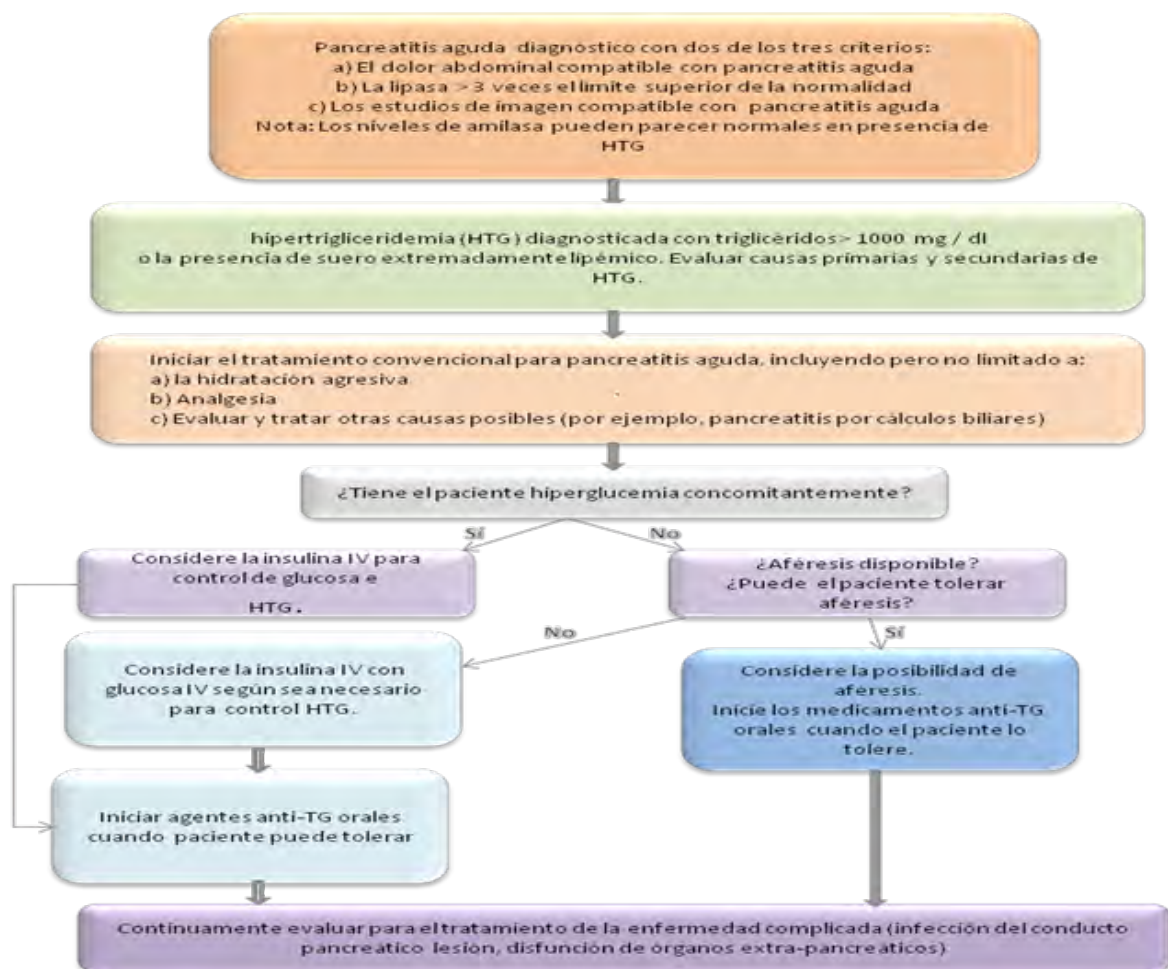 Pancreatitis aguda diagnóstico con dos de los tres criterios:
a) El dolor abdominal compatible con pancreatitis aguda
b) La lipasa > 3 veces el límite superior de la normalidad
c) Los estudios de imagen compatible con pancreatitis aguda
Nota: Los niveles de amilasa pueden parecer normales en presencia de
HTG
hipertrigliceridemia (HTG) diagnosticada con triglicéridos> 1000 mg / dl
o la presencia de suero extremadamente lipémico. Evaluar causas primarias y secundarias de
HTG.
Iniciar el tratamiento convencional para pancreatitis aguda, incluyendo pero no limitado a:
a) la hidratación agresiva
b) Analgesia
c) Evaluar y tratar otras causas posibles (por ejemplo, pancreatitis por cálculos biliares)
¿Tiene el paciente hiperglucemia concomitantemente?
Sí
No
Considere la insulina IV para
control de glucosa e
HTG.
¿Aféresis disponible?
¿Puede el paciente tolerar
aféresis?
No
Sí
Considere la insulina IV con
glucosa IV según sea necesario
para control HTG.
Considere la posibilidad de
aféresis.
Inicie los medicamentos anti-TG
orales cuando el paciente lo
tolere.
Iniciar agentes anti-TG orales
cuando paciente puede tolerar
Continuamente evaluar para el tratamiento de la enfermedad complicada (infección del conducto
pancreático lesión, disfunción de órganos extra-pancreáticos)